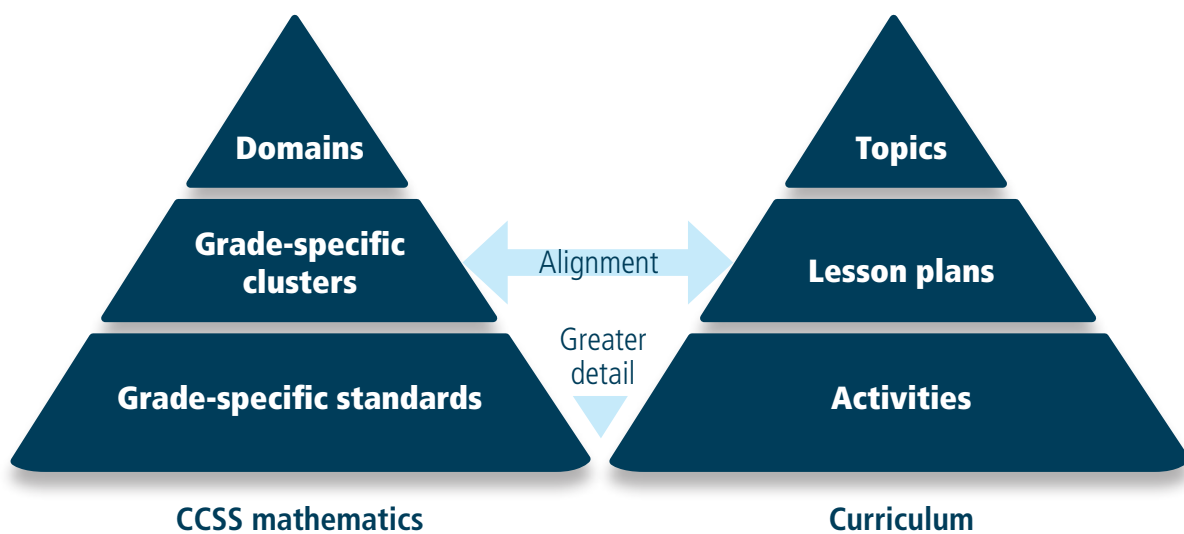 Domains
Topics
Grade-specific
clusters
Alignment
Lesson plans
Greater
detail
Grade-specific standards
Activities
CCSS mathematics
Curriculum